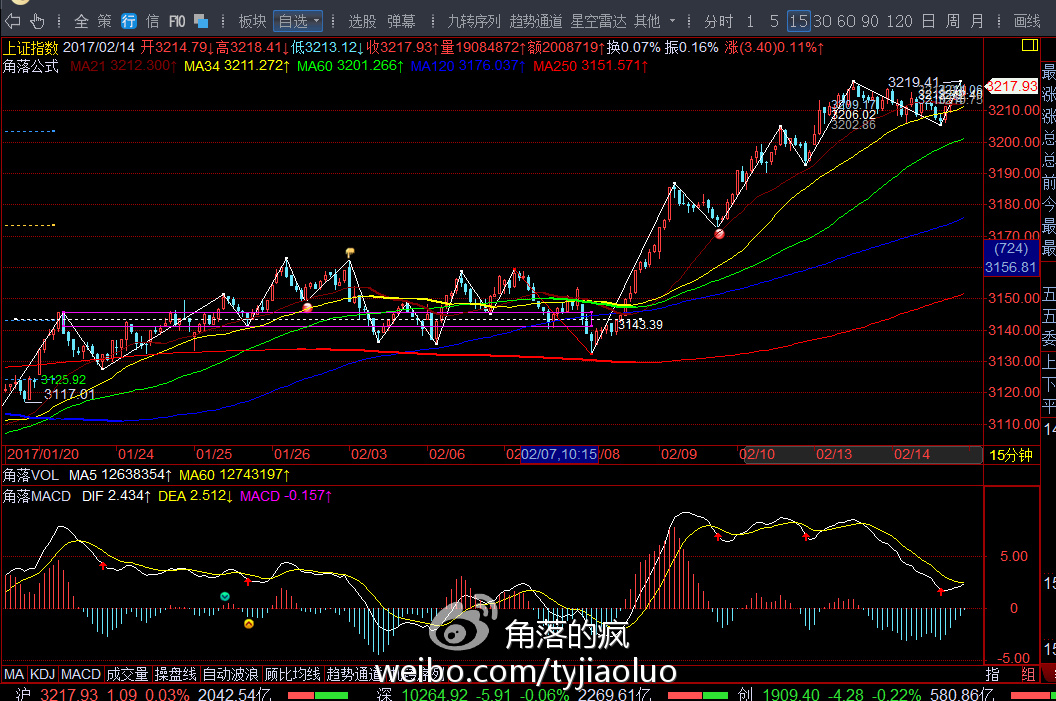 全 策 行 信 F10 板块 自选 选股 弹幕 九转序列 趋势通道 星空雷达 其他 分时 1 5 15 30 60 90 120 日 周 月 画线
上证指数 2017/02/14 开3214.79↓高3218.41↓低3213.12↓收3217.93↑量19084872↑额2008719↑换0.07% 振0.16% 涨(3.40)0.11%↑
角落公式 MA21 3212.300↑ MA34 3211.272↑ MA60 3201.266↑ MA120 3176.037↑ MA250 3151.571↑
最
3219.41
3217.93
涨
3209.17
3206.02
3202.86
3210.00
涨
3200.00
总
3190.00
总
前
3180.00
今
3170.00
最
(724)
最
3156.81
五
3150.00
五
3143.39
3140.00
委
3130.00
上
3125.92
下
3117.01
3120.00
平
3110.00
14
2017/01/20 01/24 01/25 01/26 02/03 02/06 02 02/07,10:15 /08 02/09 02/10 02/13 02/14 15分钟
角落VOL MA5 12638354↑ MA60 12743197↑
角落MACD DIF 2.434↑ DEA 2.512↓ MACD -0.157↑
5.00
15
0
角落的疯
15
-5.00
MA KDJ MACD 成交量 操盘线 自动波浪 顾比均线 趋势通道 指 组
weibo.com/tyjiaoluo
沪 3217.93 1.09 0.03% 2042.54亿 深 10264.92 -5.91 -0.06% 2269.61亿 创 1909.40 -4.28 -0.22% 580.86亿